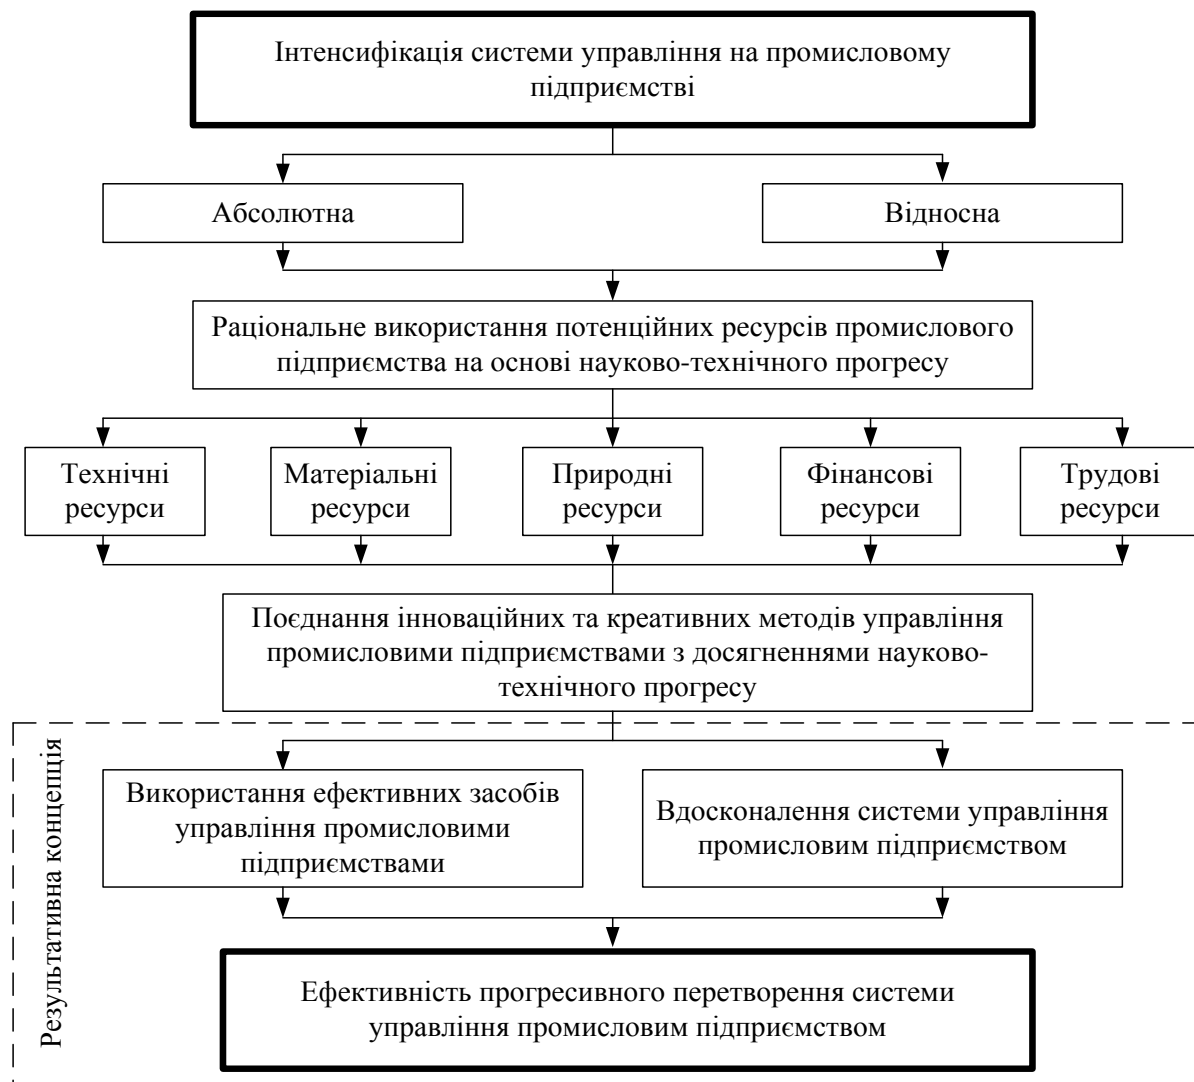 Інтенсифікація системи управління на промисловому
підприємстві
Абсолютна
Відносна
Раціональне використання потенційних ресурсів промислового
підприємства на основі науково-технічного прогресу
Технічні
ресурси
Матеріальні
ресурси
Природні
ресурси
Фінансові
ресурси
Трудові
ресурси
Поєднання інноваційних та креативних методів управління
промисловими підприємствами з досягненнями науково-
технічного прогресу
Результативна концепція
Використання ефективних засобів
управління промисловими
підприємствами
Вдосконалення системи управління
промисловим підприємством
Ефективність прогресивного перетворення системи
управління промисловим підприємством